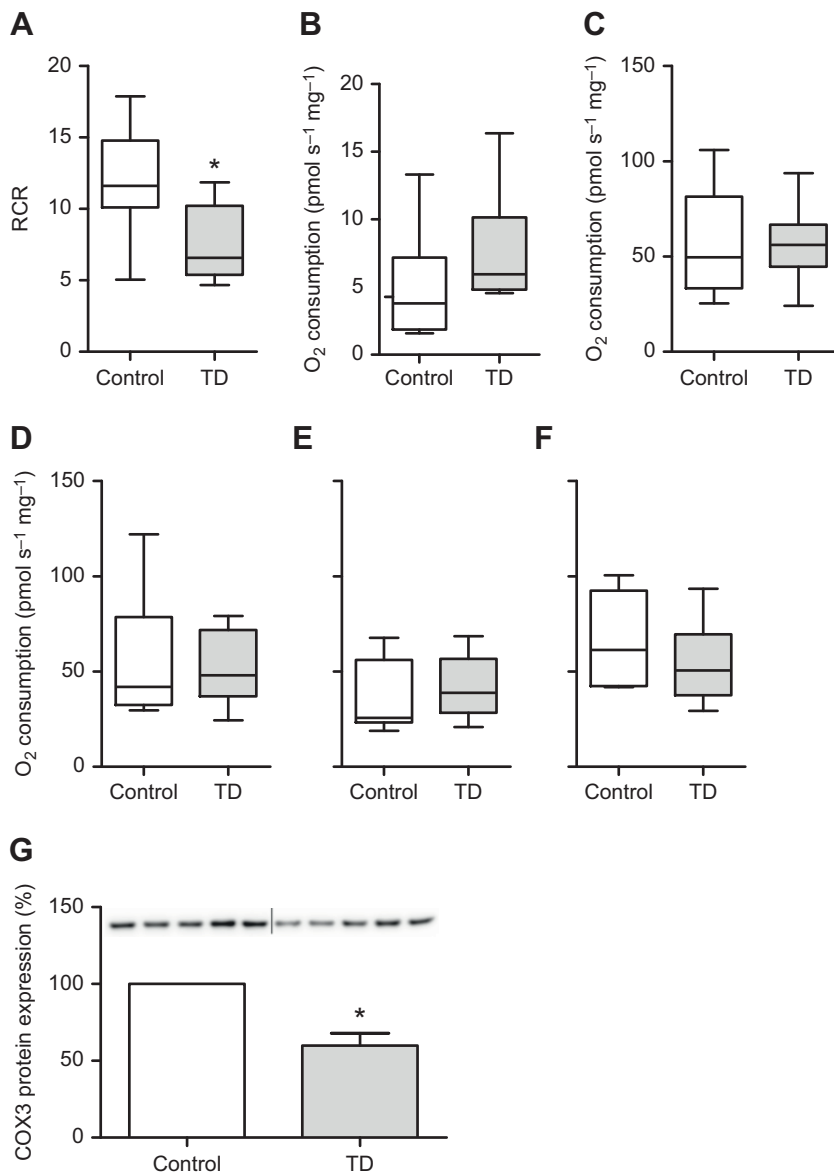 A
B
C
RCR
20
15
10
5
0
*
Control
TD
O₂ consumption (pmol s⁻¹ mg⁻¹)
20
15
10
5
0
Control
TD
O₂ consumption (pmol s⁻¹ mg⁻¹)
150
100
50
0
Control
TD
D
E
F
O₂ consumption (pmol s⁻¹ mg⁻¹)
150
100
50
0
Control
TD
Control
TD
Control
TD
G
COX3 protein expression (%)
150
100
50
0
*
Control
TD